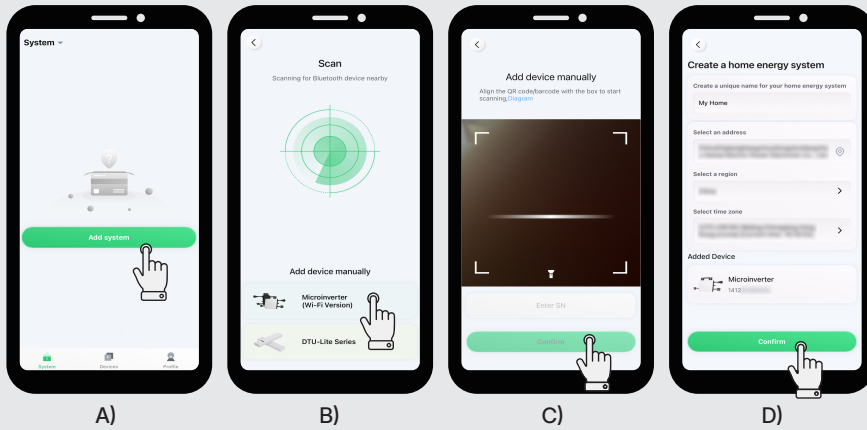 System
Add system
System
Devices
Profile
A)
Scan
Scanning for Bluetooth device nearby
Add device manually
Microinverter
(Wi-Fi Version)
DTU-Lite Series
B)
Add device manually
Align the QR code/barcode with the box to start
scanning,Diagram
Enter SN
Confirm
C)
Create a home energy system
Create a unique name for your home energy system
My Home
Select an address
Select a region
Select time zone
Added Device
Microinverter
1412
Confirm
D)